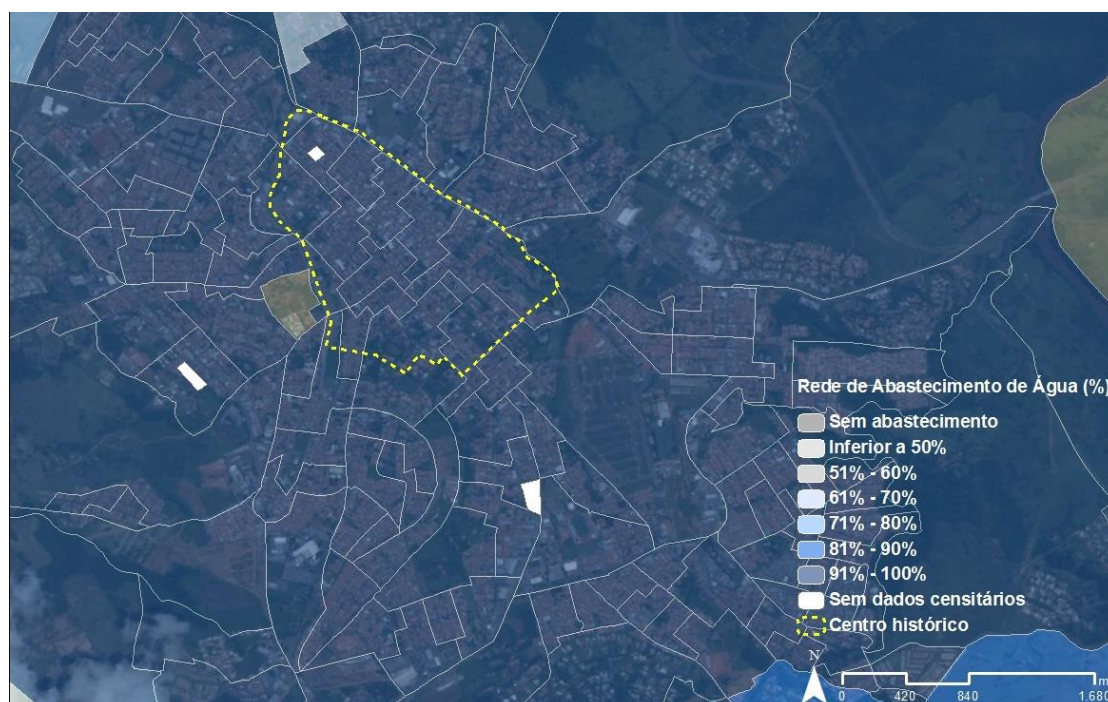 Rede de Abastecimento de Água (%)
Sem abastecimento
Inferior a 50%
51% - 60%
61% - 70%
71% - 80%
81% - 90%
91% - 100%
Sem dados censitários
Centro histórico
N
m
0 420 840 1.680